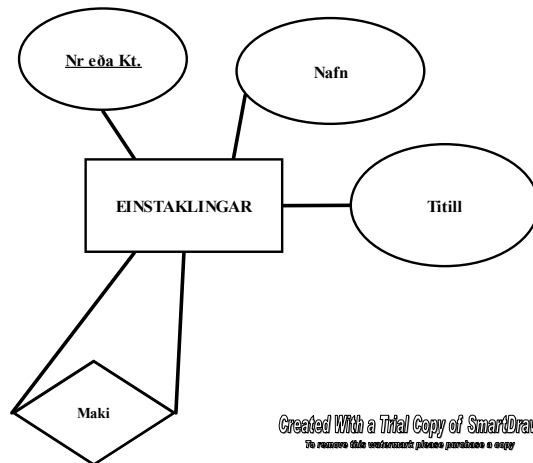 Nr eða Kt.
Nafn
EINSTAKLINGAR
Titill
Maki
Created With a Trial Copy of SmartDraw
To remove this watermark please purchase a copy